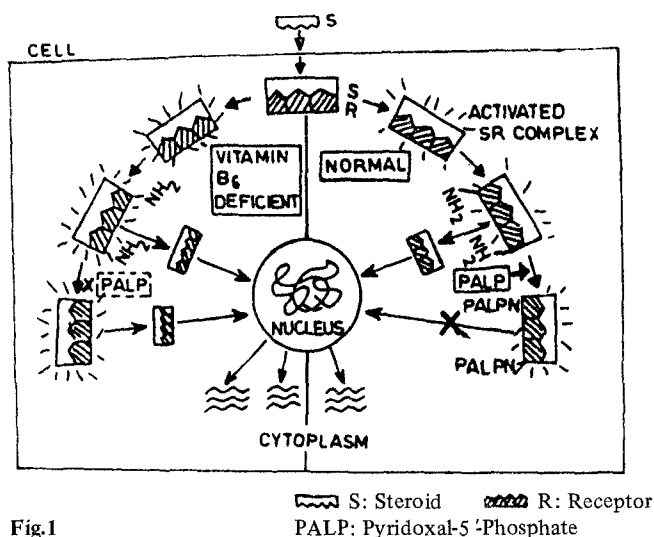 S
CELL
S
R
ACTIVATED
SR COMPLEX
VITAMIN
B6
DEFICIENT
NORMAL
NH2
NH2
NH2
NH2
X PALP
PALP
PALPN
NUCLEUS
X
PALPN
CYTOPLASM
S: Steroid R: Receptor
Fig.1 PALP: Pyridoxal-5'-Phosphate